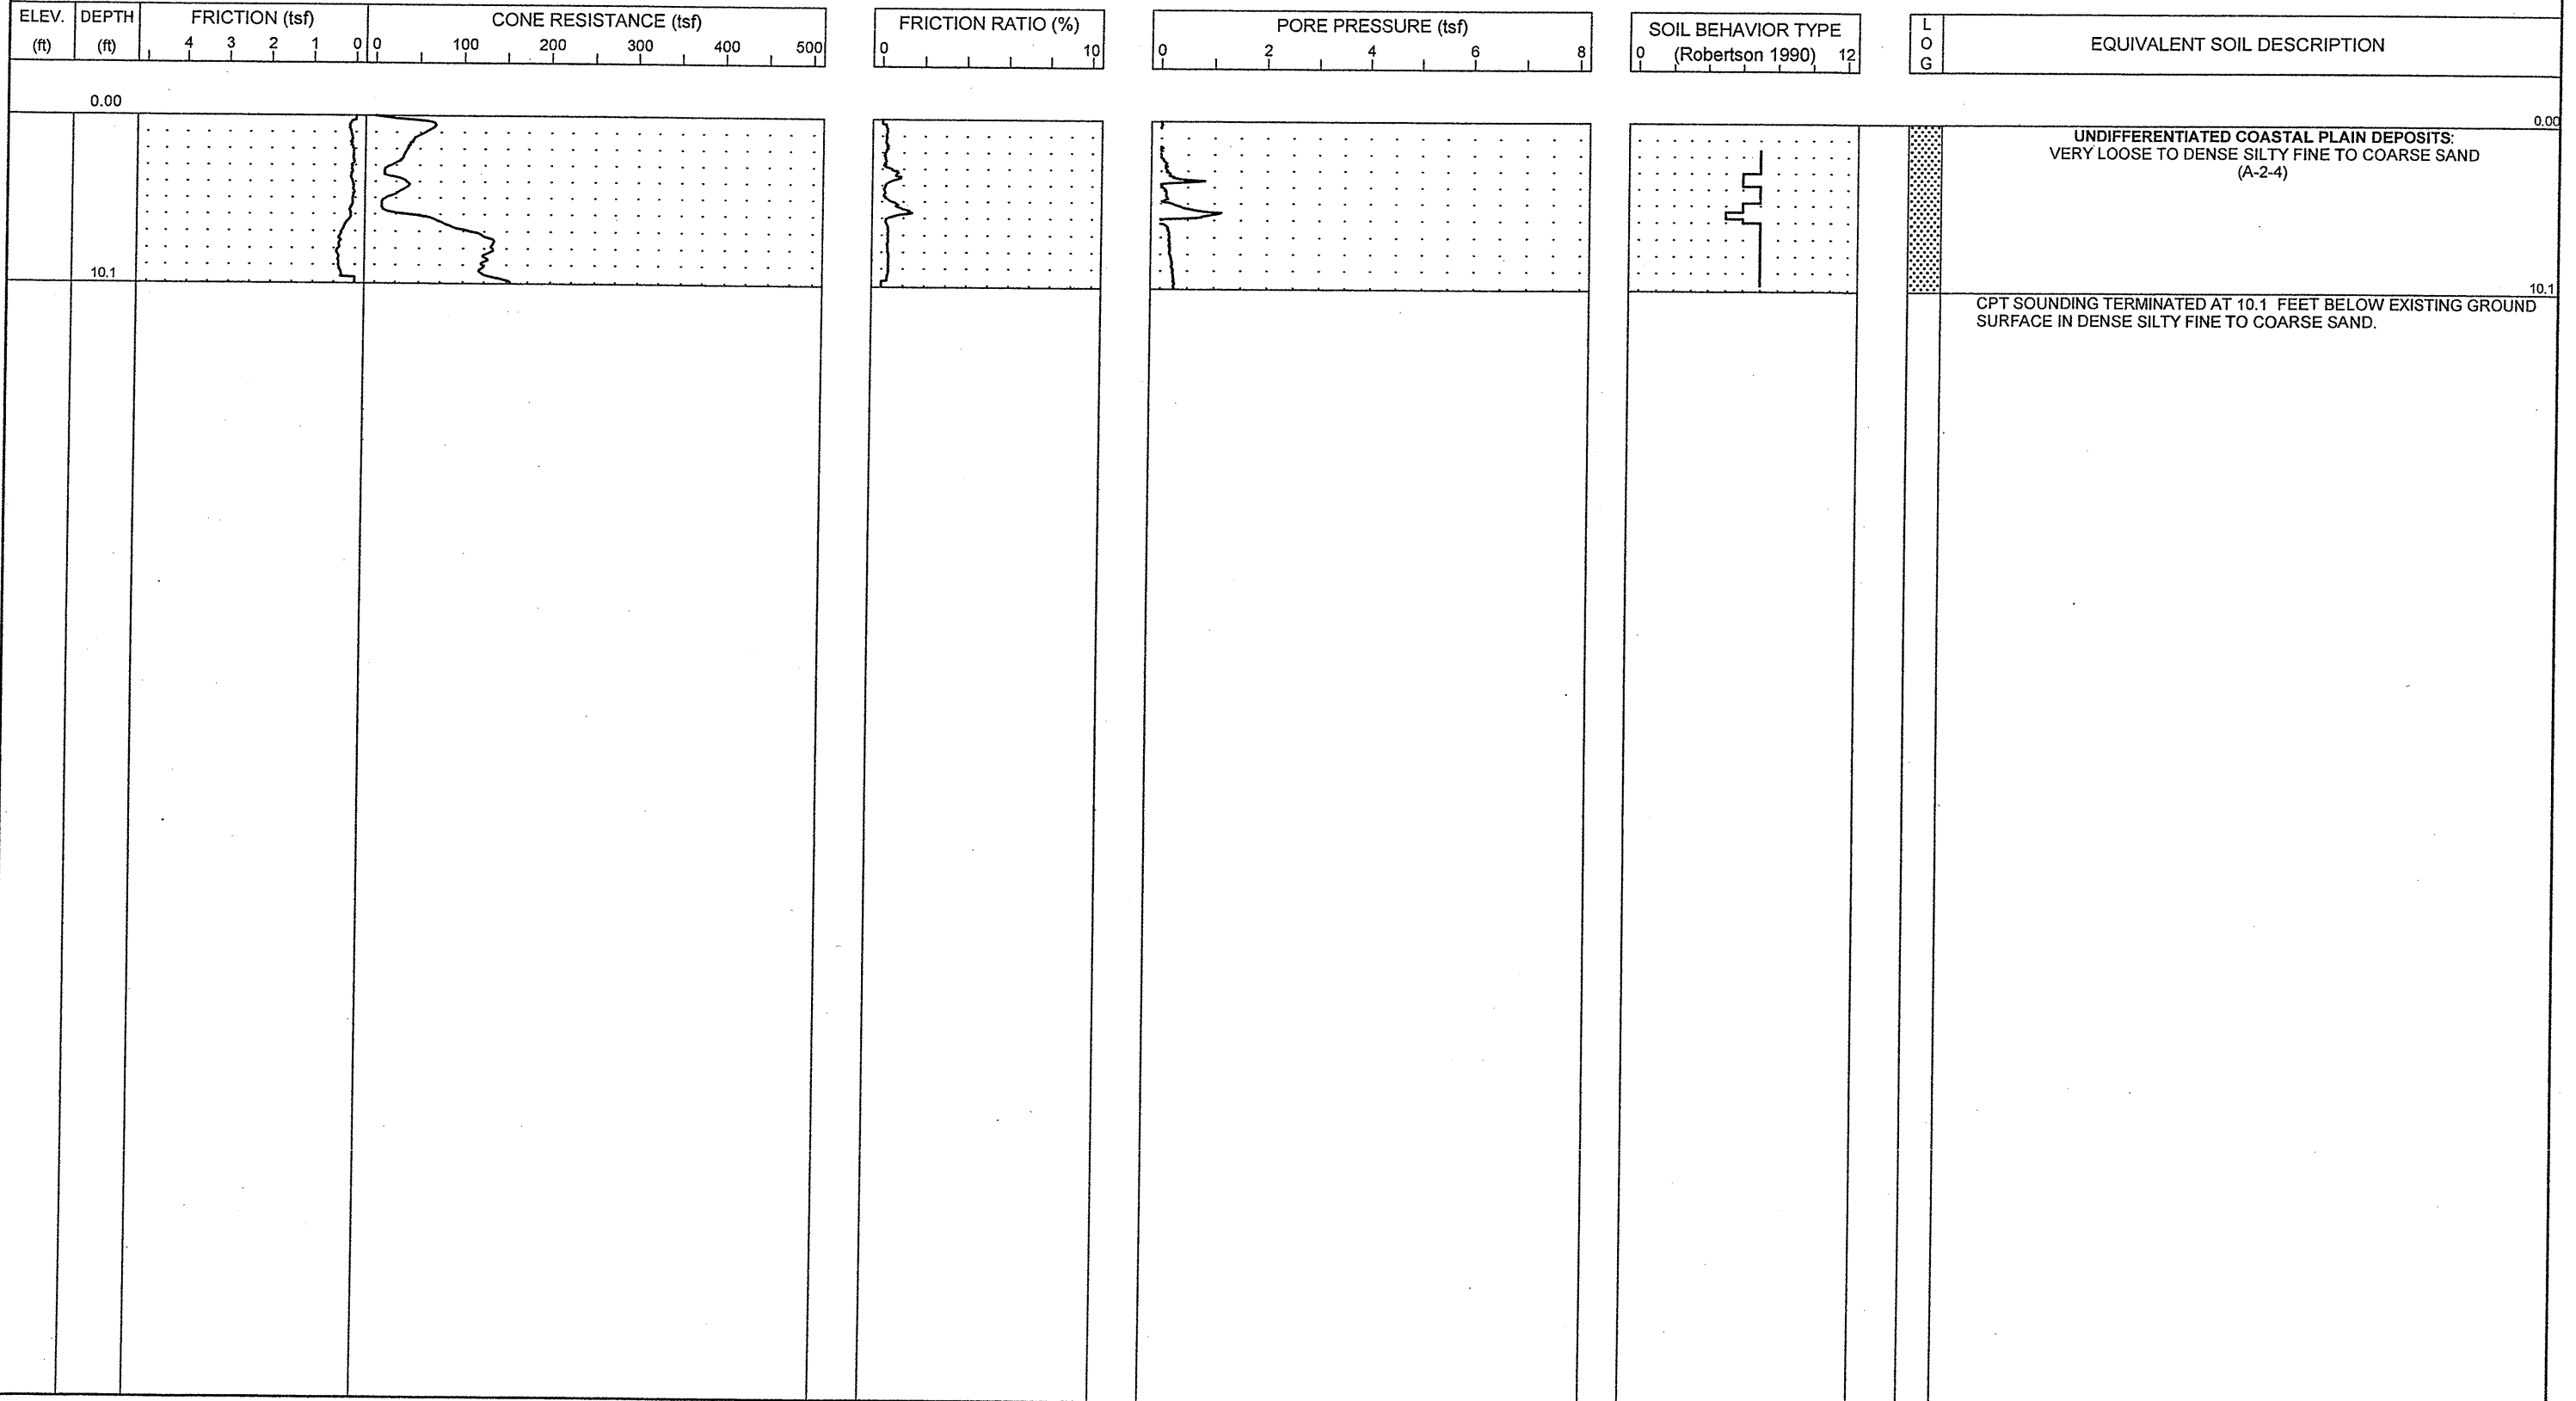 ELEV. DEPTH FRICTION (tsf) CONE RESISTANCE (tsf) FRICTION RATIO (%) PORE PRESSURE (tsf) SOIL BEHAVIOR TYPE L
(ft) (ft) 4 3 2 1 0 0 100 200 300 400 500 0 10 0 2 4 6 8 0 (Robertson 1990) 12 O EQUIVALENT SOIL DESCRIPTION
G
0.00
0.00
UNDIFFERENTIATED COASTAL PLAIN DEPOSITS:
VERY LOOSE TO DENSE SILTY FINE TO COARSE SAND
(A-2-4)
10.1
10.1
CPT SOUNDING TERMINATED AT 10.1 FEET BELOW EXISTING GROUND
SURFACE IN DENSE SILTY FINE TO COARSE SAND.